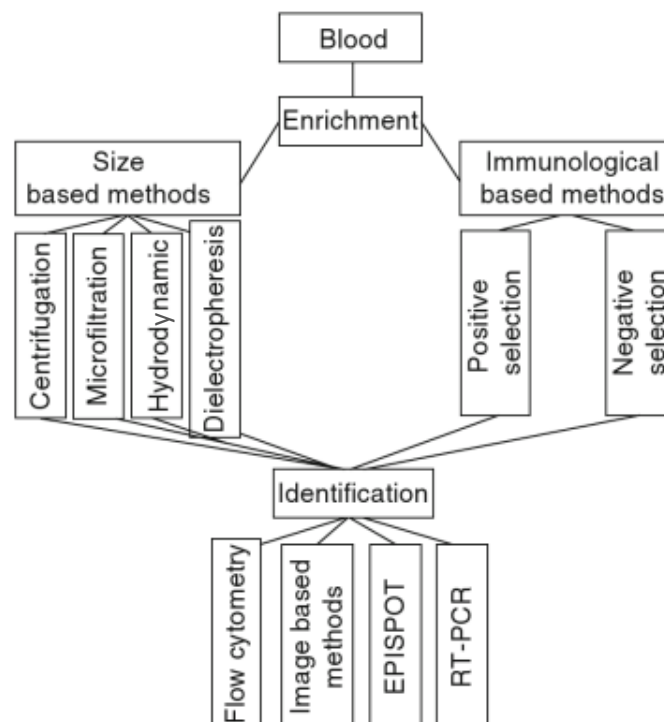 Blood
Enrichment
Size
based methods
Immunological
based methods
Centrifugation
Microfiltration
Hydrodynamic
Dielectropheresis
Positive
selection
Negative
selection
Identification
Flow cytometry
Image based
methods
EPISPOT
RT-PCR